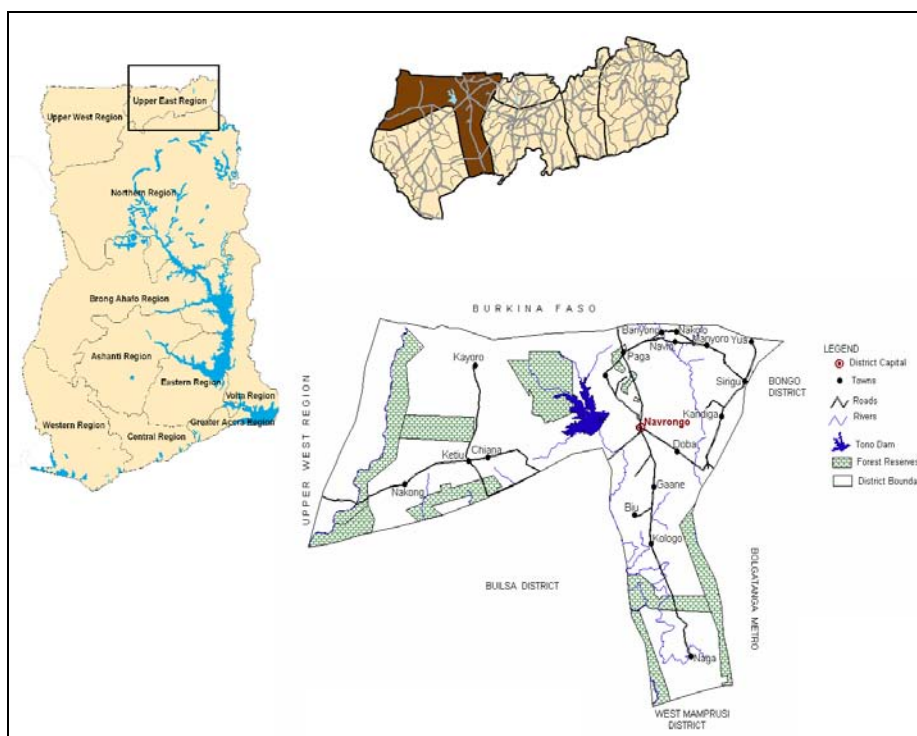 Upper East Region
Upper West Region
Northern Region
Brong Ahafo Region
Ashanti Region
Eastern Region
Volta Region
Greater Accra Region
Central Region
Western Region
BURKINA FASO
UPPER WEST REGION
Kayoro
Banyono
Nakolo
Navio
Manyoro
Yua
Paga
Sirigu
BONGO
DISTRICT
Kandiga
Navrongo
Doba
Ketiu
Chiana
Nakong
Gaane
Biu
Kologo
BUILSA DISTRICT
BOLGATANGA METRO
Naga
WEST MAMPRUSI
DISTRICT
LEGEND
District Capital
Towns
Roads
Rivers
Tono Dam
Forest Reserves
District Bounda